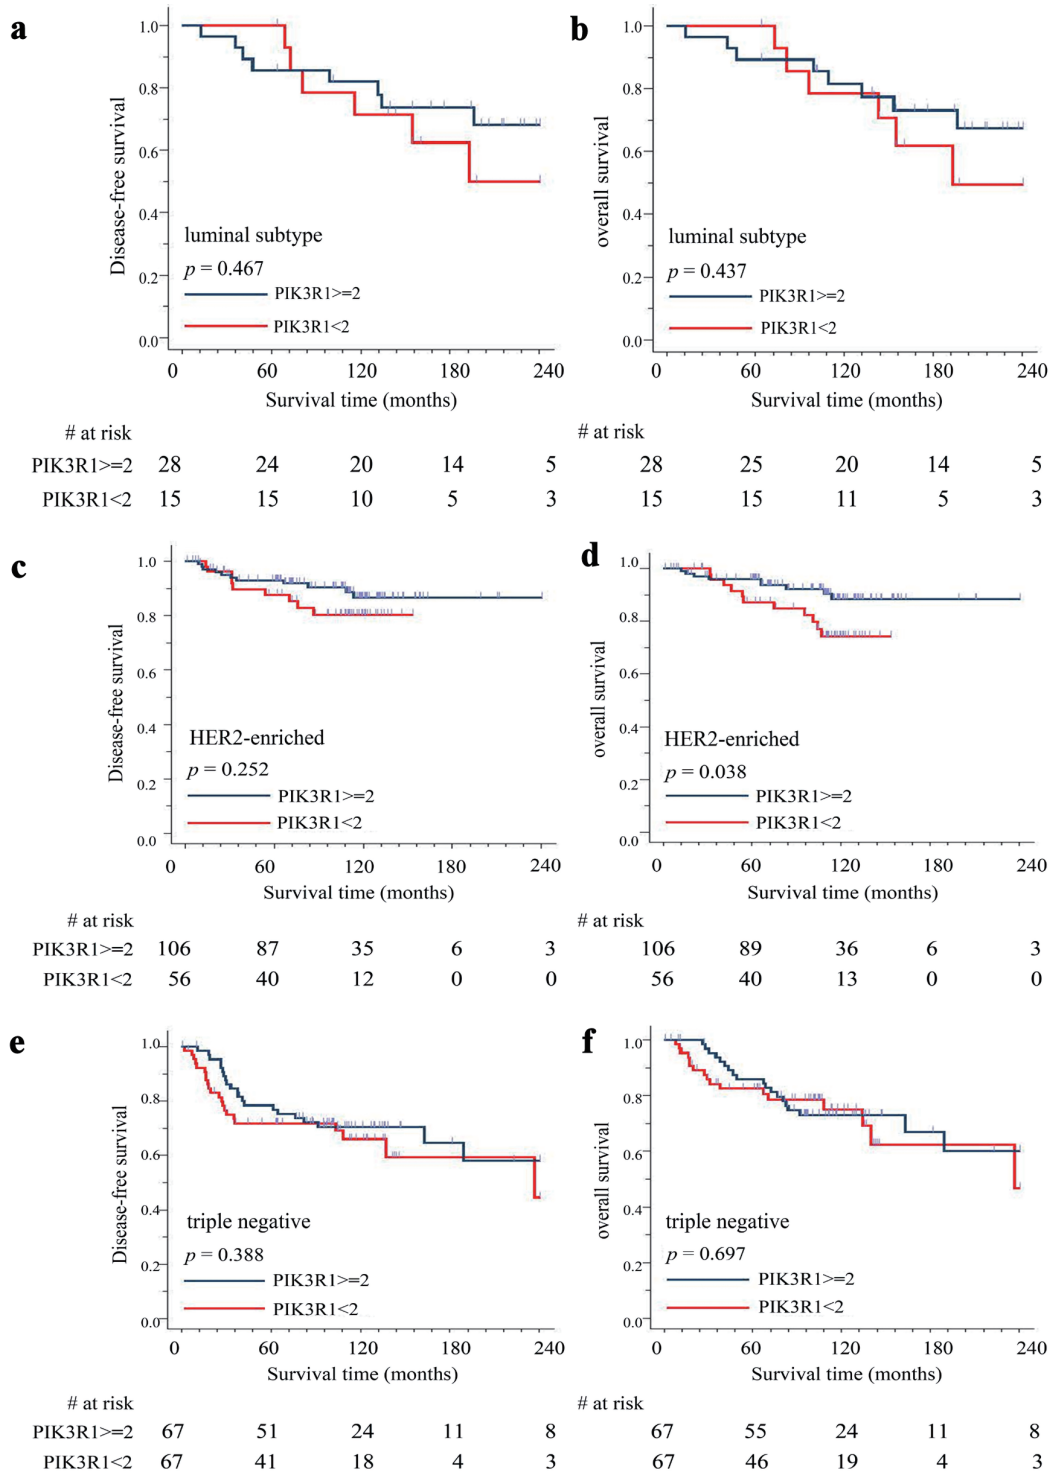 a
1.0
0.8
0.6
0.4
0.2
0.0
Disease-free survival
luminal subtype
p = 0.467
PIK3R1>=2
PIK3R1<2
0 60 120 180 240
Survival time (months)
# at risk
PIK3R1>=2 28 24 20 14 5
PIK3R1<2 15 15 10 5 3
b
1.0
0.8
0.6
0.4
0.2
0.0
overall survival
luminal subtype
p = 0.437
PIK3R1>=2
PIK3R1<2
0 60 120 180 240
Survival time (months)
# at risk
28 25 20 14 5
15 15 11 5 3
c
1.0
0.8
0.6
0.4
0.2
0.0
Disease-free survival
HER2-enriched
p = 0.252
PIK3R1>=2
PIK3R1<2
0 60 120 180 240
Survival time (months)
# at risk
PIK3R1>=2 106 87 35 6 3
PIK3R1<2 56 40 12 0 0
d
1.0
0.8
0.6
0.4
0.2
0.0
overall survival
HER2-enriched
p = 0.038
PIK3R1>=2
PIK3R1<2
0 60 120 180 240
Survival time (months)
# at risk
106 89 36 6 3
56 40 13 0 0
e
1.0
0.8
0.6
0.4
0.2
0.0
Disease-free survival
triple negative
p = 0.388
PIK3R1>=2
PIK3R1<2
0 60 120 180 240
Survival time (months)
# at risk
PIK3R1>=2 67 51 24 11 8
PIK3R1<2 67 41 18 4 3
f
1.0
0.8
0.6
0.4
0.2
0.0
overall survival
triple negative
p = 0.697
PIK3R1>=2
PIK3R1<2
0 60 120 180 240
Survival time (months)
# at risk
67 55 24 11 8
67 46 19 4 3